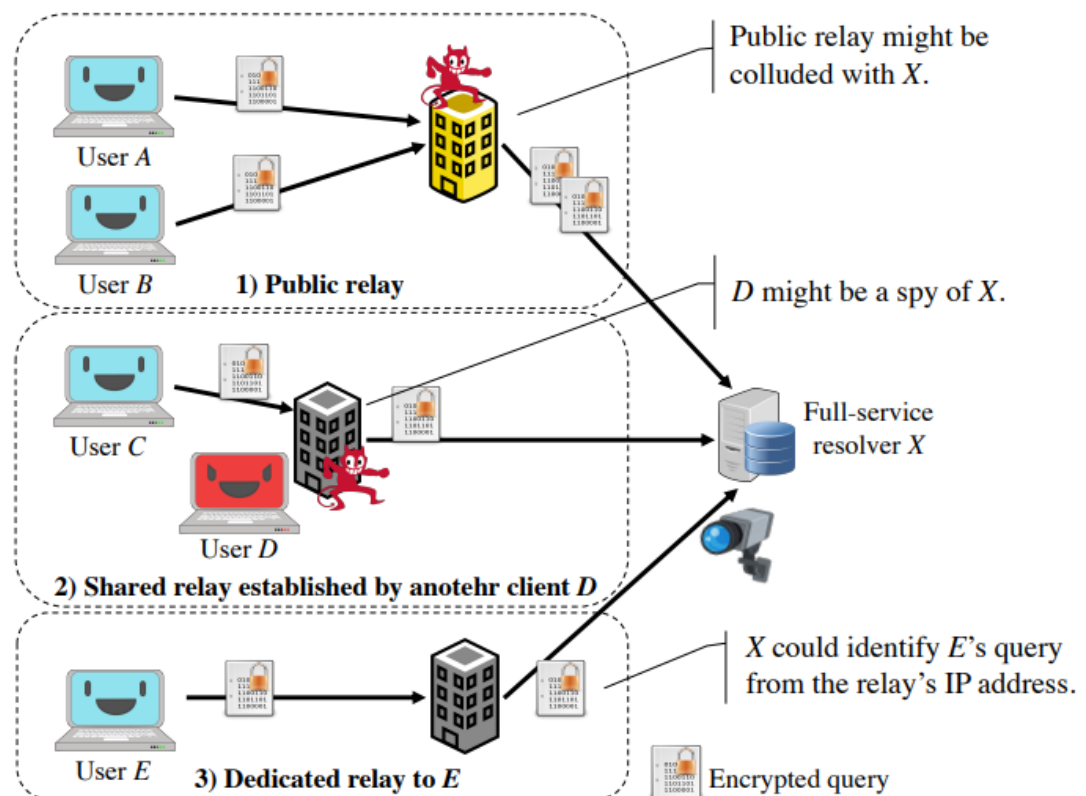 Public relay might be
colluded with X.
User A
User B
1) Public relay
D might be a spy of X.
User C
User D
Full-service
resolver X
2) Shared relay established by anotehr client D
X could identify E's query
from the relay's IP address.
User E
3) Dedicated relay to E
Encrypted query